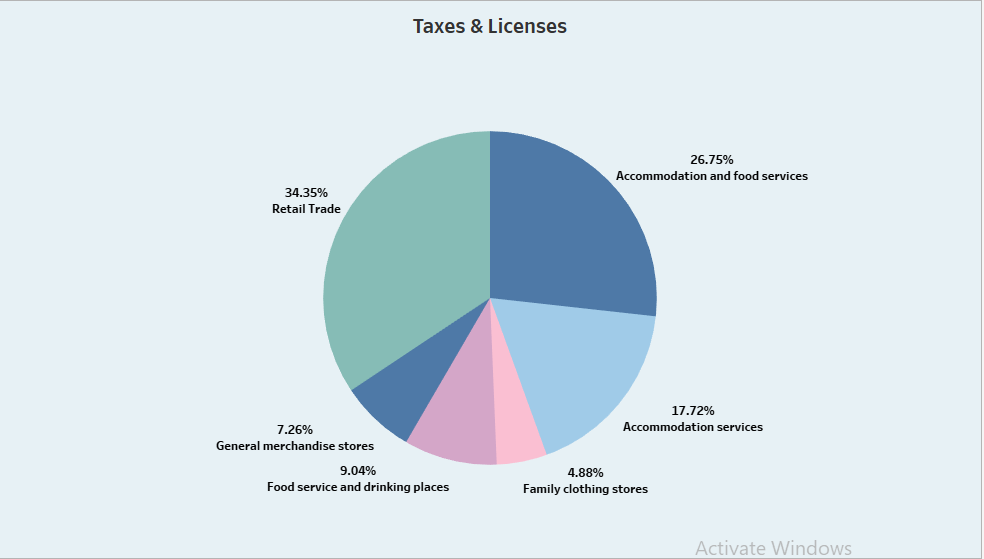 Taxes & Licenses
26.75%
Accommodation and food services
34.35%
Retail Trade
17.72%
Accommodation services
7.26%
General merchandise stores
9.04%
Food service and drinking places
4.88%
Family clothing stores
Activate Windows